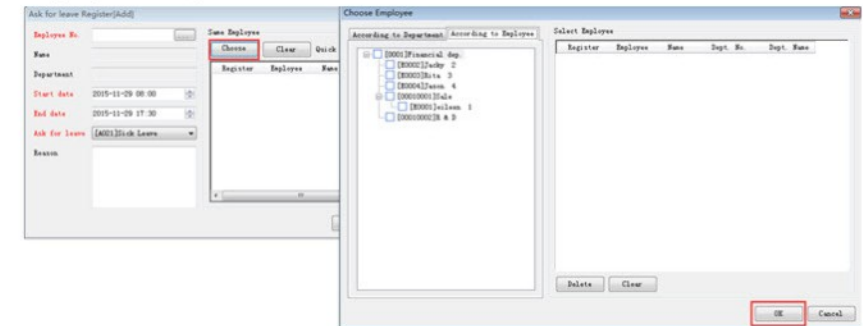 Ask for leave Register[Add]
Employee No.
...
Name
Department
Start date 2015-11-29 08:00
End date 2015-11-29 17:30
Ask for leave [A001]Sick Leave
Reason
Same Employee
Choose Clear Quick
Register Employee Name
Choose Employee
According to Department According to Employee
[0001]Financial dep.
[E0002]Jacky 2
[E0003]Rita 3
[E0004]Jason 4
[00010001]Sale
[E0001]eileen 1
[00010002]R & D
Select Employee
Register Employee Name Dept. No. Dept. Name
Delete Clear
OK Cancel